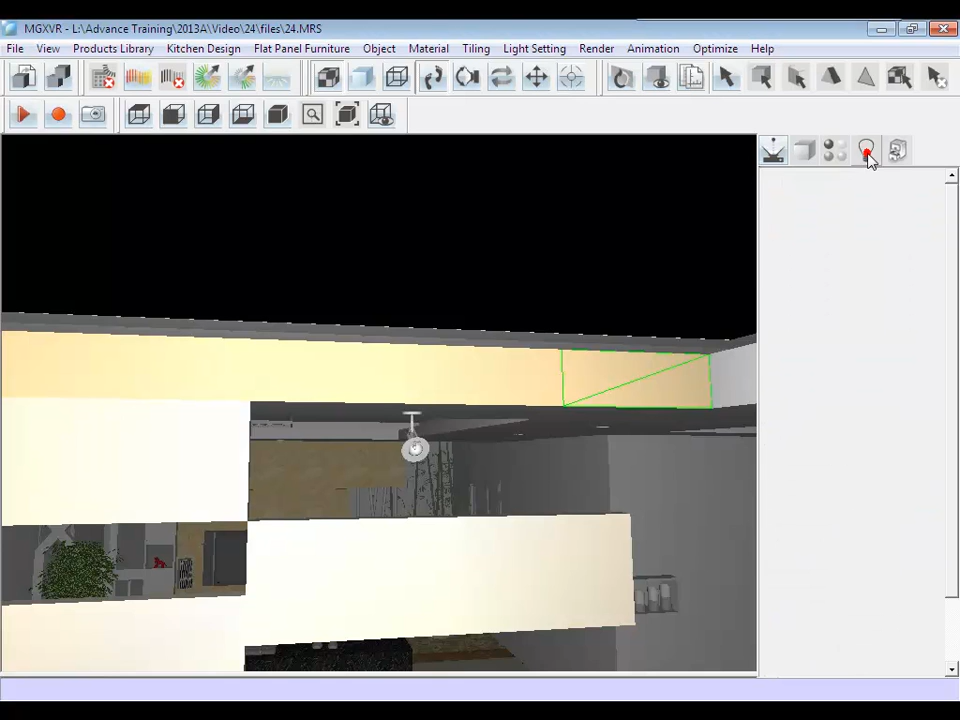 MGXVR - L:\Advance Training\2013A\Video\24\files\24.MRS
File View Products Library Kitchen Design Flat Panel Furniture Object Material Tiling Light Setting Render Animation Optimize Help